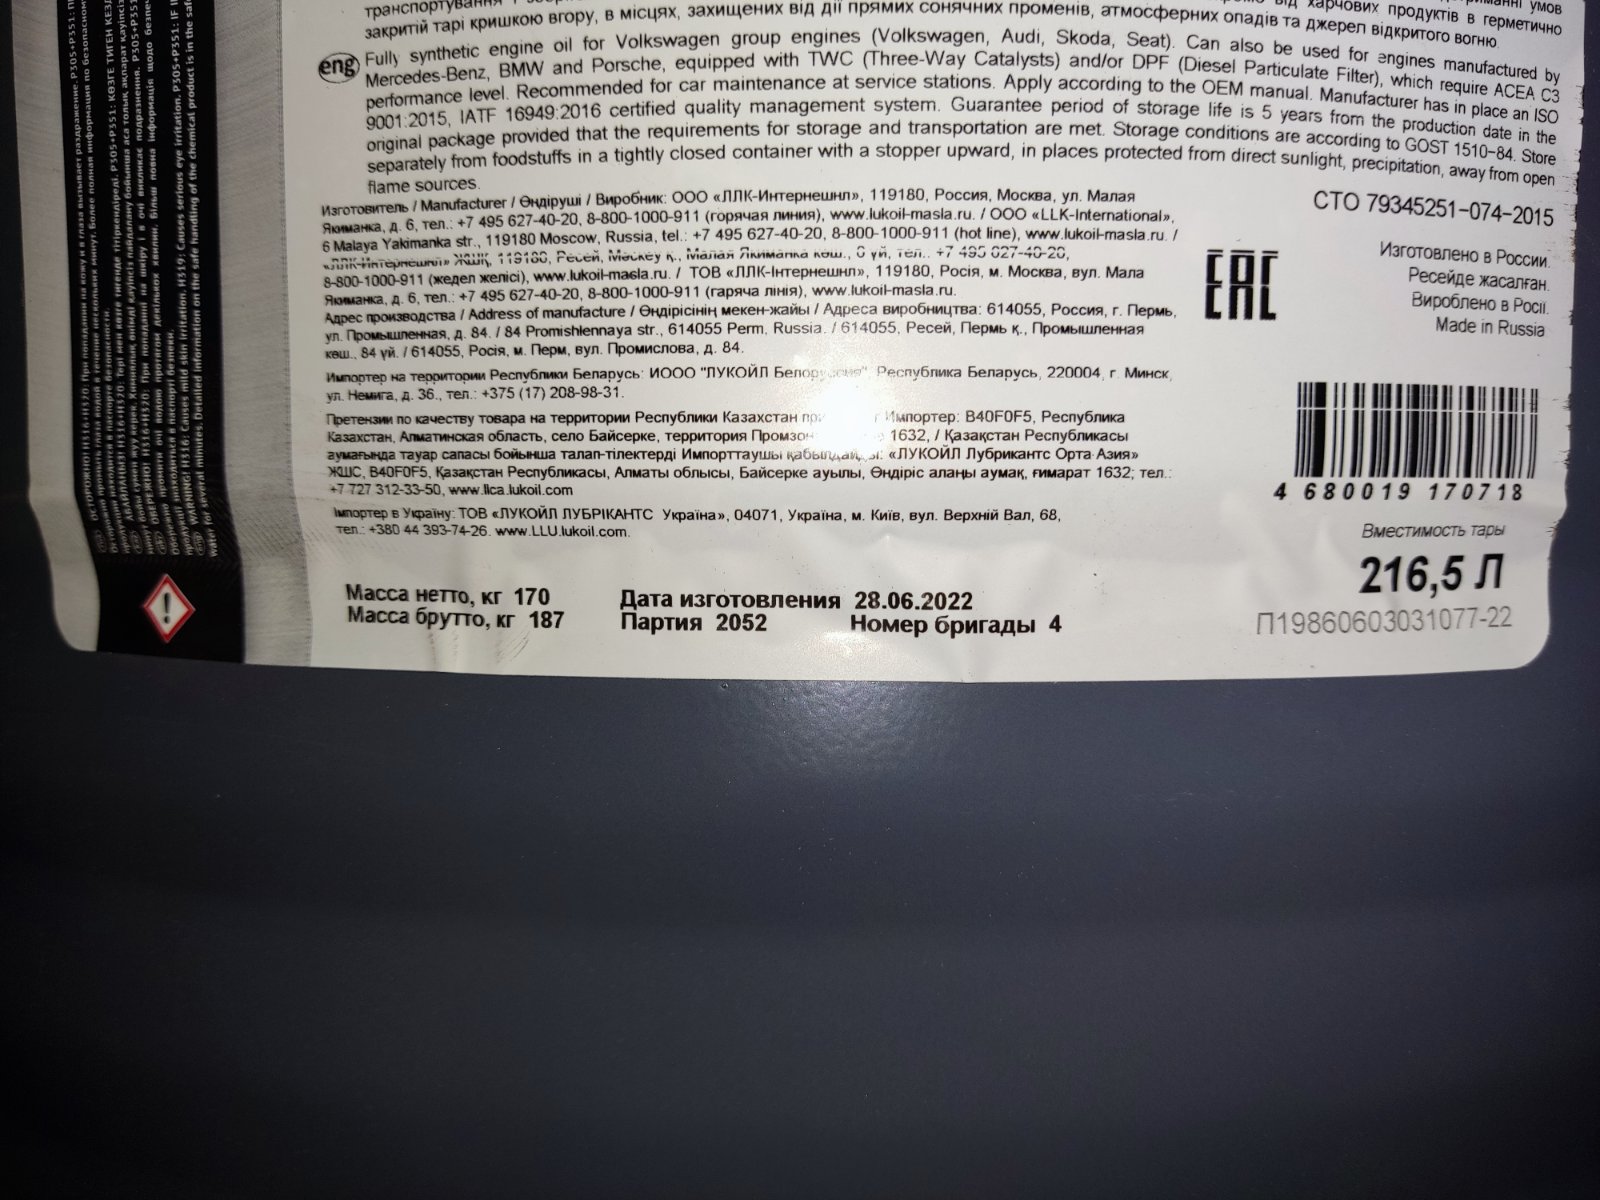 закритій тарі кришкою вгору, в місцях, захищених від дії прямих сонячних променів, атмосферних опадів та джерел відкритого вогню.
eng Fully synthetic engine oil for Volkswagen group engines (Volkswagen, Audi, Skoda, Seat). Can also be used for engines manufactured by
Mercedes-Benz, BMW and Porsche, equipped with TWC (Three-Way Catalysts) and/or DPF (Diesel Particulate Filter), which require ACEA C3
performance level. Recommended for car maintenance at service stations. Apply according to the OEM manual. Manufacturer has in place an ISO
9001:2015, IATF 16949:2016 certified quality management system. Guarantee period of storage life is 5 years from the production date in the
original package provided that the requirements for storage and transportation are met. Storage conditions are according to GOST 1510-84. Store
separately from foodstuffs in a tightly closed container with a stopper upward, in places protected from direct sunlight, precipitation, away from open
flame sources.
Изготовитель / Manufacturer / Өндіруші / Виробник: ООО «ЛЛК-Интернешнл», 119180, Россия, Москва, ул. Малая
Якиманка, д. 6, тел.: +7 495 627-40-20, 8-800-1000-911 (горячая линия), www.lukoil-masla.ru. / ООО «LLK-International»,
6 Malaya Yakimanka str., 119180 Moscow, Russia, tel.: +7 495 627-40-20, 8-800-1000-911 (hot line), www.lukoil-masla.ru. /
«ЛЛК-Интернешнл» ЖШҚ, 119180, Ресей, Мәскеу қ., Малая Якиманка көш., 6 үй, тел.: +7 495 627-40-20,
8-800-1000-911 (жедел желісі), www.lukoil-masla.ru. / ТОВ «ЛЛК-Інтернешнл», 119180, Росія, м. Москва, вул. Мала
Якиманка, д. 6, тел.: +7 495 627-40-20, 8-800-1000-911 (гаряча лінія), www.lukoil-masla.ru.
Адрес производства / Address of manufacture / Өндірісінің мекен-жайы / Адреса виробництва: 614055, Россия, г. Пермь,
ул. Промышленная, д. 84. / 84 Promishlennaya str., 614055 Perm, Russia. / 614055, Ресей, Пермь қ., Промышленная
көш., 84 үй. / 614055, Росія, м. Перм, вул. Промислова, д. 84.
Импортер на территории Республики Беларусь: ИООО "ЛУКОЙЛ Белоруссия", Республика Беларусь, 220004, г. Минск,
ул. Немига, д. 36., тел.: +375 (17) 208-98-31.
Претензии по качеству товара на территории Республики Казахстан Импортер: B40F0F5, Республика
Казахстан, Алматинская область, село Байсерке, территория 1632, / Қазақстан Республикасы
аумағында тауар сапасы бойынша талап-тілектерді Импорттаушы «ЛУКОЙЛ Лубрикантс Орта Азия»
ЖШС, B40F0F5, Қазақстан Республикасы, Алматы облысы, Байсерке ауылы, Өндіріс алаңы аумақ, ғимарат 1632; тел.:
+7 727 312-33-50, www.llca.lukoil.com
Імпортер в Україну: ТОВ «ЛУКОЙЛ ЛУБРІКАНТС Україна», 04071, Україна, м. Київ, вул. Верхній Вал, 68,
тел.: +380 44 393-74-26. www.LLU.lukoil.com.
Масса нетто, кг 170
Масса брутто, кг 187
Дата изготовления 28.06.2022
Партия 2052 Номер бригады 4
СТО 79345251-074-2015
EAC
Изготовлено в России.
Ресейде жасалған.
Вироблено в Росії.
Made in Russia
4 680019 170718
Вместимость тары
216,5 Л
П19860603031077-22